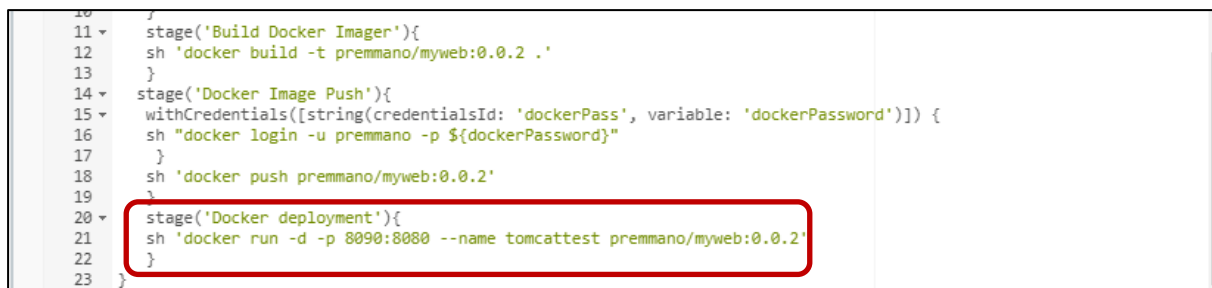 11 stage('Build Docker Imager'){
12 sh 'docker build -t premmano/myweb:0.0.2 .'
13 }
14 stage('Docker Image Push'){
15 withCredentials([string(credentialsId: 'dockerPass', variable: 'dockerPassword')]) {
16 sh "docker login -u premmano -p ${dockerPassword}"
17 }
18 sh 'docker push premmano/myweb:0.0.2'
19 }
20 stage('Docker deployment'){
21 sh 'docker run -d -p 8090:8080 --name tomcattest premmano/myweb:0.0.2'
22 }
23 }